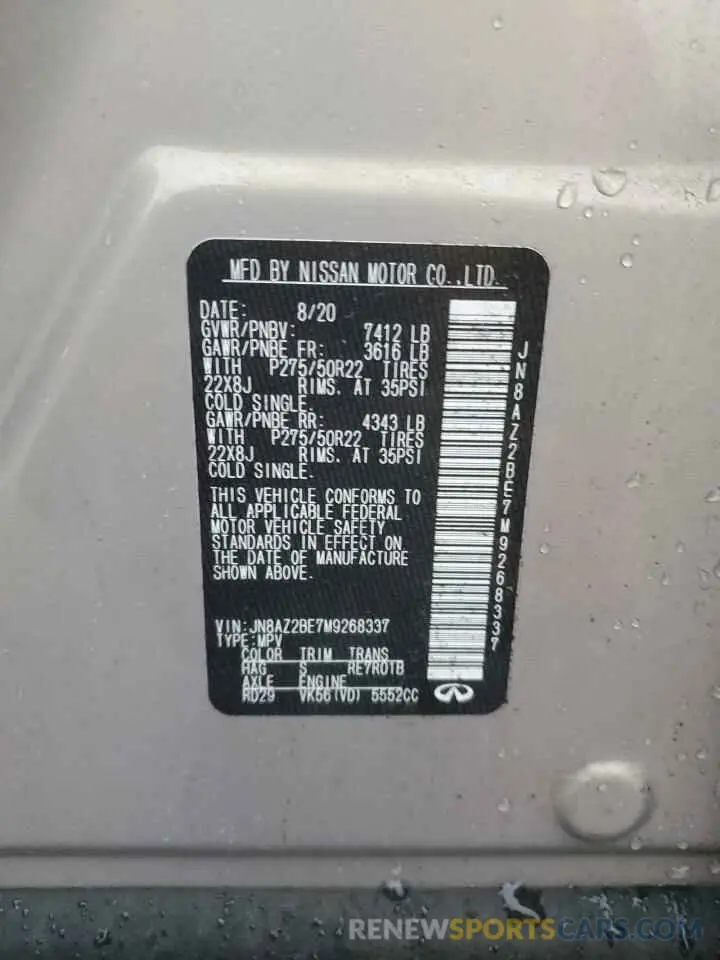 MFD BY NISSAN MOTOR CO.,LTD.
DATE: 8/20
GVWR/PNBV: 7412 LB
GAWR/PNBE FR: 3616 LB
WITH P275/50R22 TIRES
22X8J RIMS. AT 35PSI
COLD SINGLE.
GAWR/PNBE RR: 4343 LB
WITH P275/50R22 TIRES
22X8J RIMS. AT 35PSI
COLD SINGLE.
THIS VEHICLE CONFORMS TO
ALL APPLICABLE FEDERAL
MOTOR VEHICLE SAFETY
STANDARDS IN EFFECT ON
THE DATE OF MANUFACTURE
SHOWN ABOVE.
VIN:JN8AZ2BE7M9268337
TYPE:MPV
COLOR TRIM TRANS
HAG S RE7R01B
AXLE ENGINE
RD29 VK56(VD) 5552CC
JN8AZ2BE7M9268337
RENEWSPORTSCARS.COM